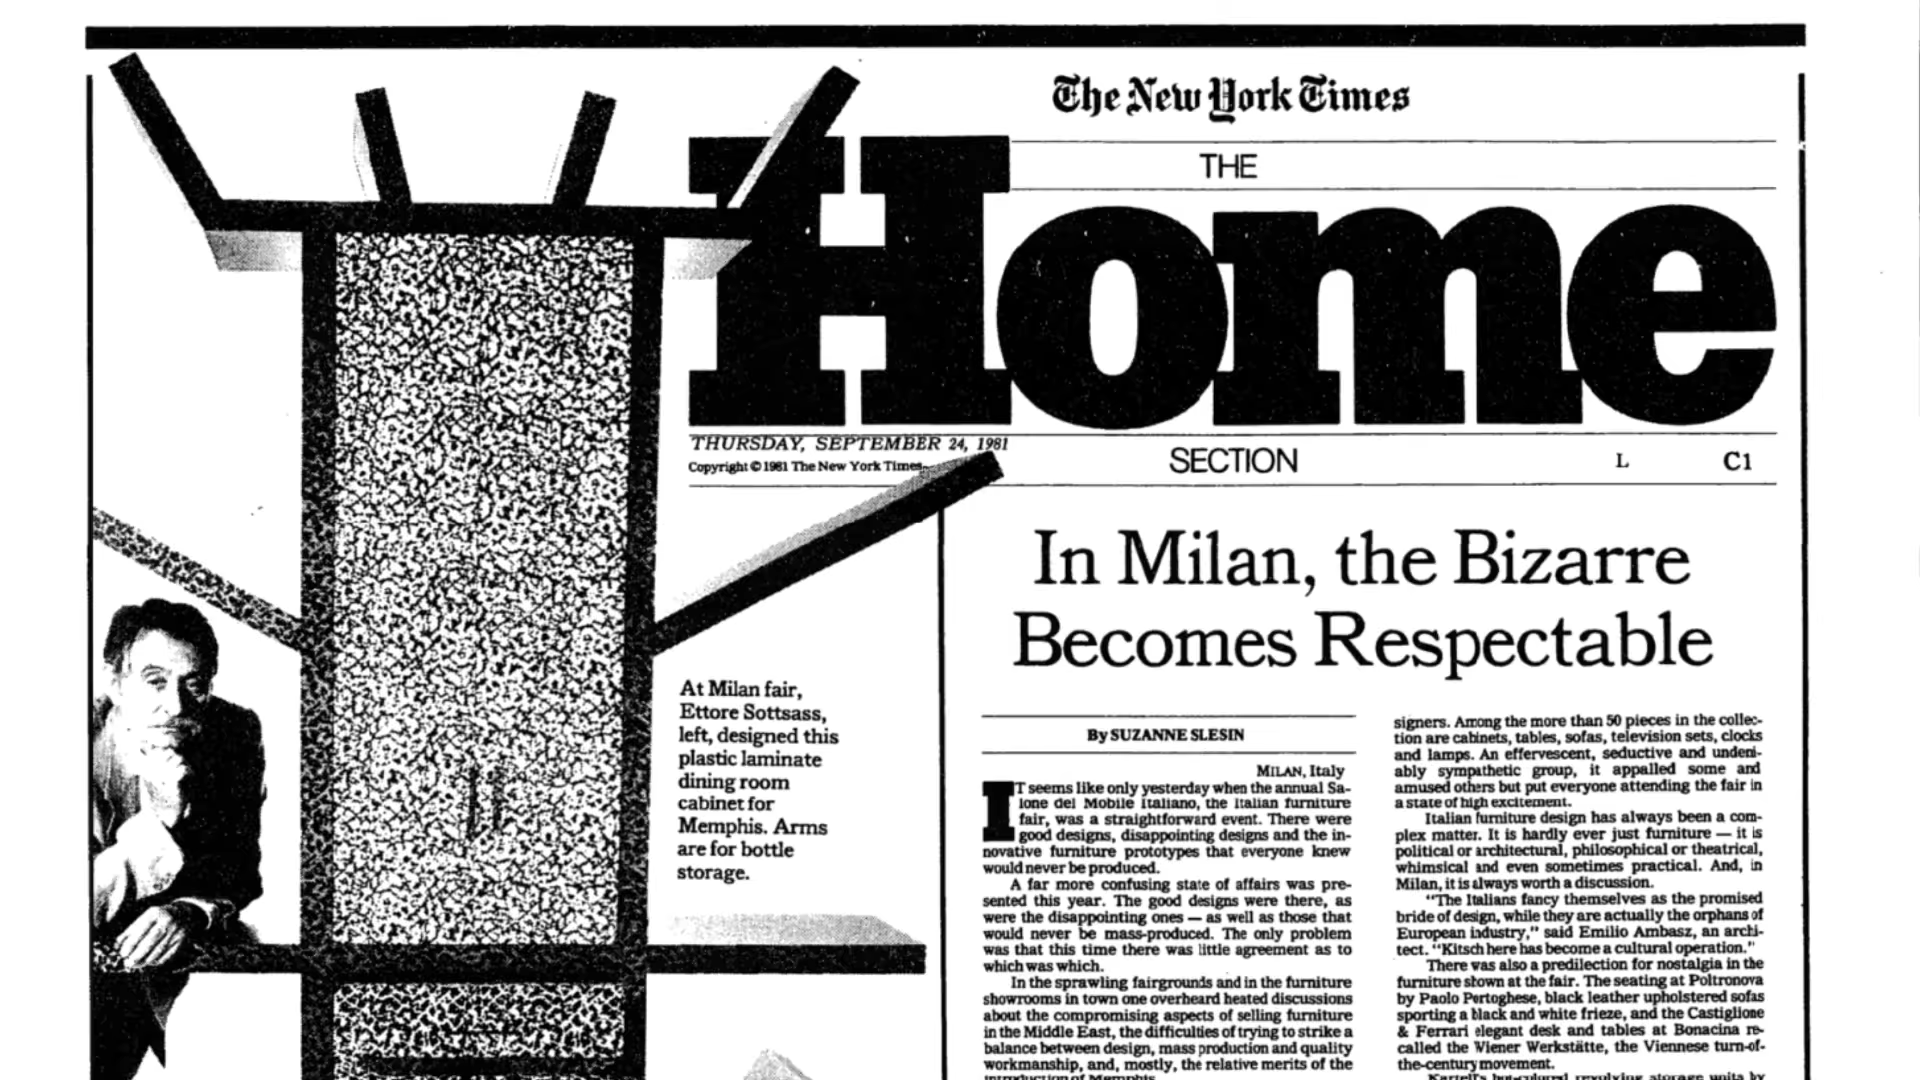 The New York Times
THE
Home
THURSDAY, SEPTEMBER 24, 1981
Copyright © 1981 The New York Times
SECTION
L C1
In Milan, the Bizarre
Becomes Respectable
At Milan fair,
Ettore Sottsass,
left, designed this
plastic laminate
dining room
cabinet for
Memphis. Arms
are for bottle
storage.
By SUZANNE SLESIN
MILAN, Italy
IT seems like only yesterday when the annual Sa-
lone del Mobile Italiano, the Italian furniture
fair, was a straightforward event. There were
good designs, disappointing designs and the in-
novative furniture prototypes that everyone knew
would never be produced.
A far more confusing state of affairs was pre-
sented this year. The good designs were there, as
were the disappointing ones — as well as those that
would never be mass-produced. The only problem
was that this time there was little agreement as to
which was which.
In the sprawling fairgrounds and in the furniture
showrooms in town one overheard heated discussions
about the compromising aspects of selling furniture
in the Middle East, the difficulties of trying to strike a
balance between design, mass production and quality
workmanship, and, mostly, the relative merits of the
introduction of Memphis
signers. Among the more than 50 pieces in the collec-
tion are cabinets, tables, sofas, television sets, clocks
and lamps. An effervescent, seductive and undeni-
ably sympathetic group, it appalled some and
amused others but put everyone attending the fair in
a state of high excitement.
Italian furniture design has always been a com-
plex matter. It is hardly ever just furniture — it is
political or architectural, philosophical or theatrical,
whimsical and even sometimes practical. And, in
Milan, it is always worth a discussion.
"The Italians fancy themselves as the promised
bride of design, while they are actually the orphans of
European industry," said Emilio Ambasz, an archi-
tect. "Kitsch here has become a cultural operation."
There was also a predilection for nostalgia in the
furniture shown at the fair. The seating at Poltronova
by Paolo Portoghese, black leather upholstered sofas
sporting a black and white frieze, and the Castiglione
& Ferrari elegant desk and tables at Bonacina re-
called the Wiener Werkstätte, the Viennese turn-of-
the-century movement.
Kartell's hot-colored revolving storage units by